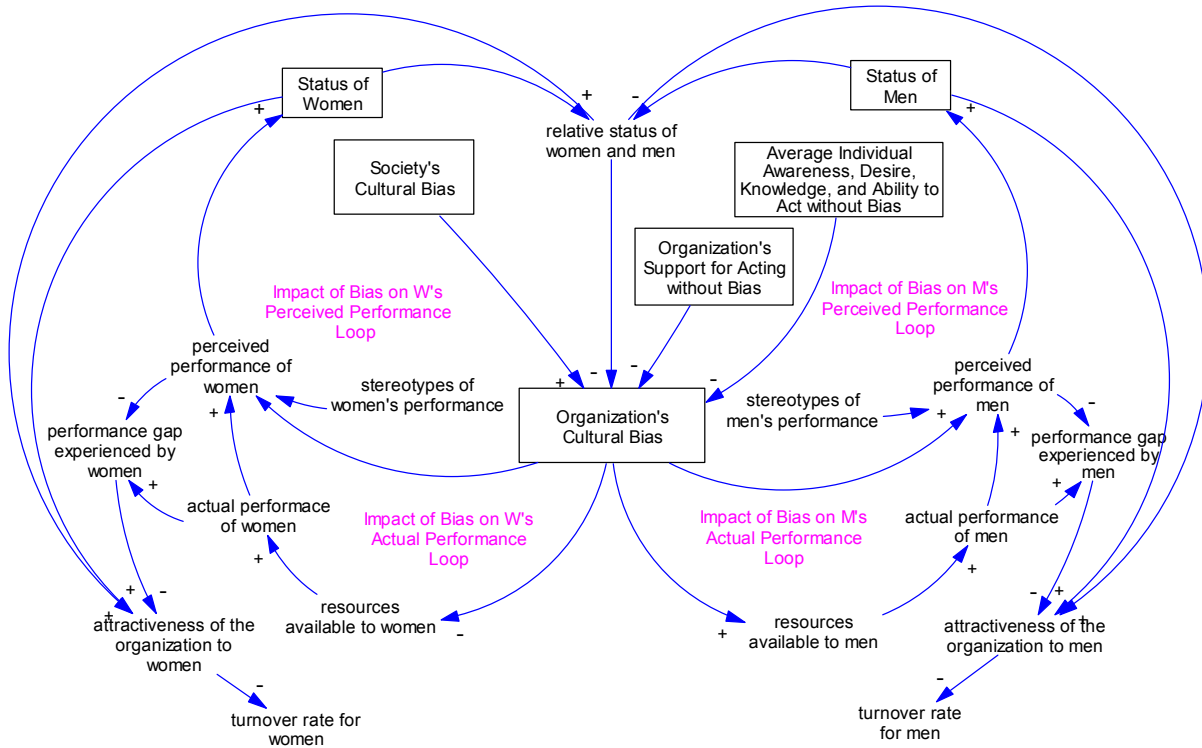 Status of
Women
+
+
-
Status of
Men
+
relative status of
women and men
Society's
Cultural Bias
Average Individual
Awareness, Desire,
Knowledge, and Ability to
Act without Bias
Organization's
Support for Acting
without Bias
Impact of Bias on W's
Perceived Performance
Loop
Impact of Bias on M's
Perceived Performance
Loop
perceived
performance of
women
stereotypes of
women's performance
+
-
-
-
Organization's
Cultural Bias
stereotypes of
men's performance
+
perceived
performance of
men
-
+
-
+
performance gap
experienced by
women
performance gap
experienced by
men
+
+
actual performace
of women
+
actual performance
of men
+
Impact of Bias on W's
Actual Performance
Loop
Impact of Bias on M's
Actual Performance
Loop
resources
available to women
-
+
resources
available to men
+
-
+
attractiveness of the
organization to
women
-
+
+
attractiveness of the
organization to men
-
turnover rate for
women
-
turnover rate
for men